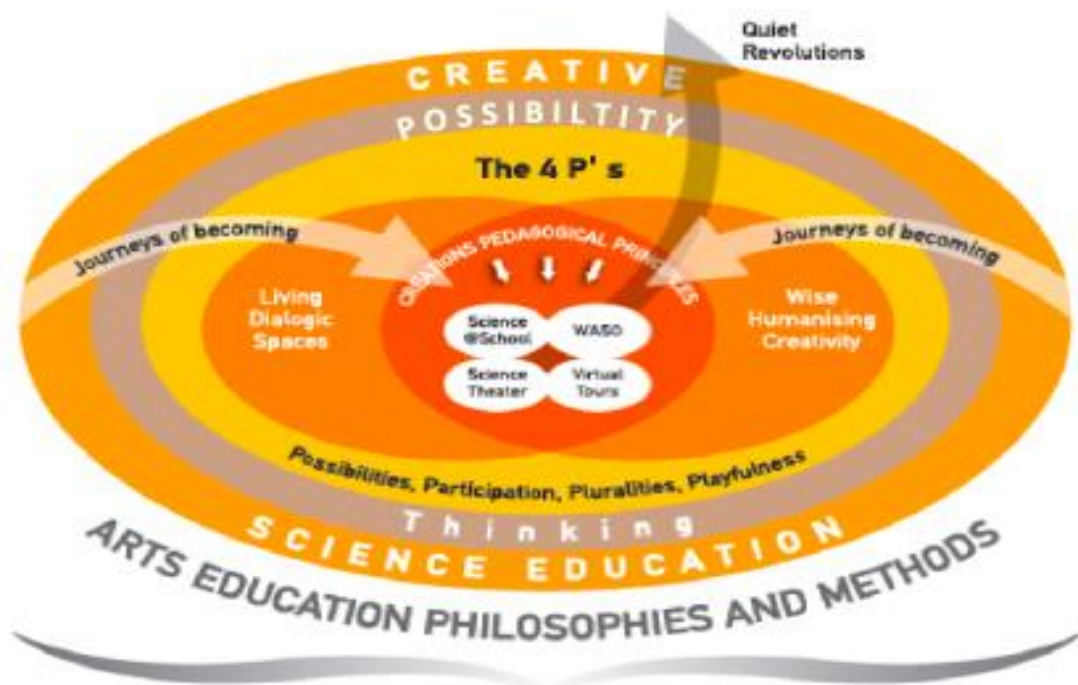 Quiet
Revolutions
CREATIVE
POSSIBILTITY
The 4 P' s
Journeys of becoming
Journeys of becoming
CREATIONS PEDAGOGICAL PRINCIPLES
Living
Dialogic
Spaces
Science
@School
WASO
Science
Theater
Virtual
Tours
Wise
Humanising
Creativity
Possibilities, Participation, Pluralities, Playfulness
Thinking
SCIENCE EDUCATION
ARTS EDUCATION PHILOSOPHIES AND METHODS